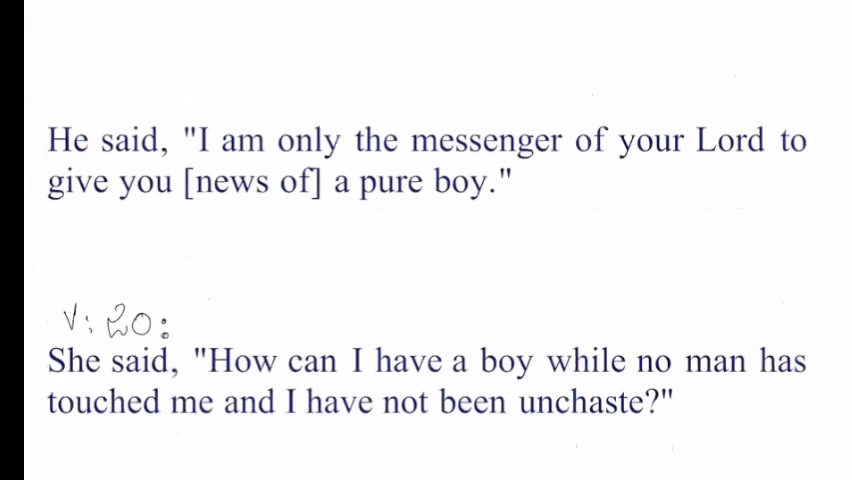 He said, "I am only the messenger of your Lord to
give you [news of] a pure boy."
V:
She said, "How can I have a boy while no man has
touched me and I have not been unchaste?"